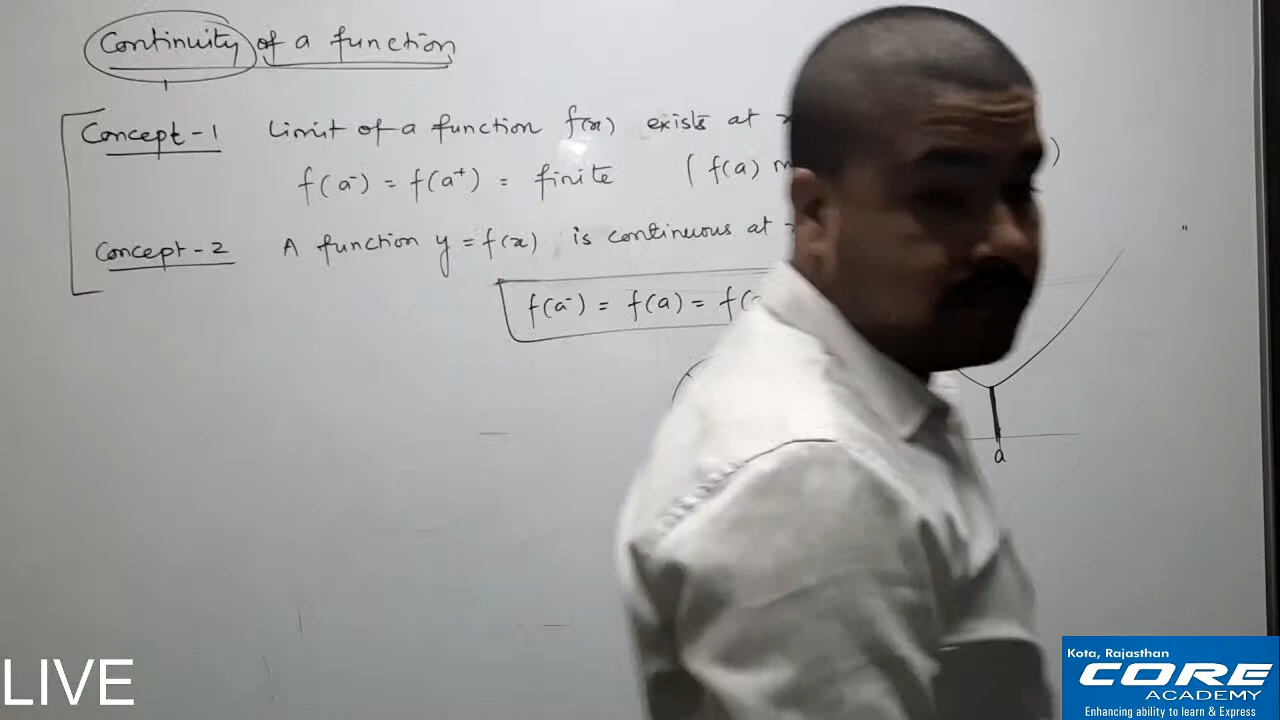 Continuity of a function
Concept-1 Limit of a function f(x) exists at
f(a⁻) = f(a⁺) = finite ( f(a) )
Concept-2 A function y = f(x) is continuous at
f(a⁻) = f(a) =
a
LIVE
Kota, Rajasthan
CORE
ACADEMY
Enhancing ability to learn & Express